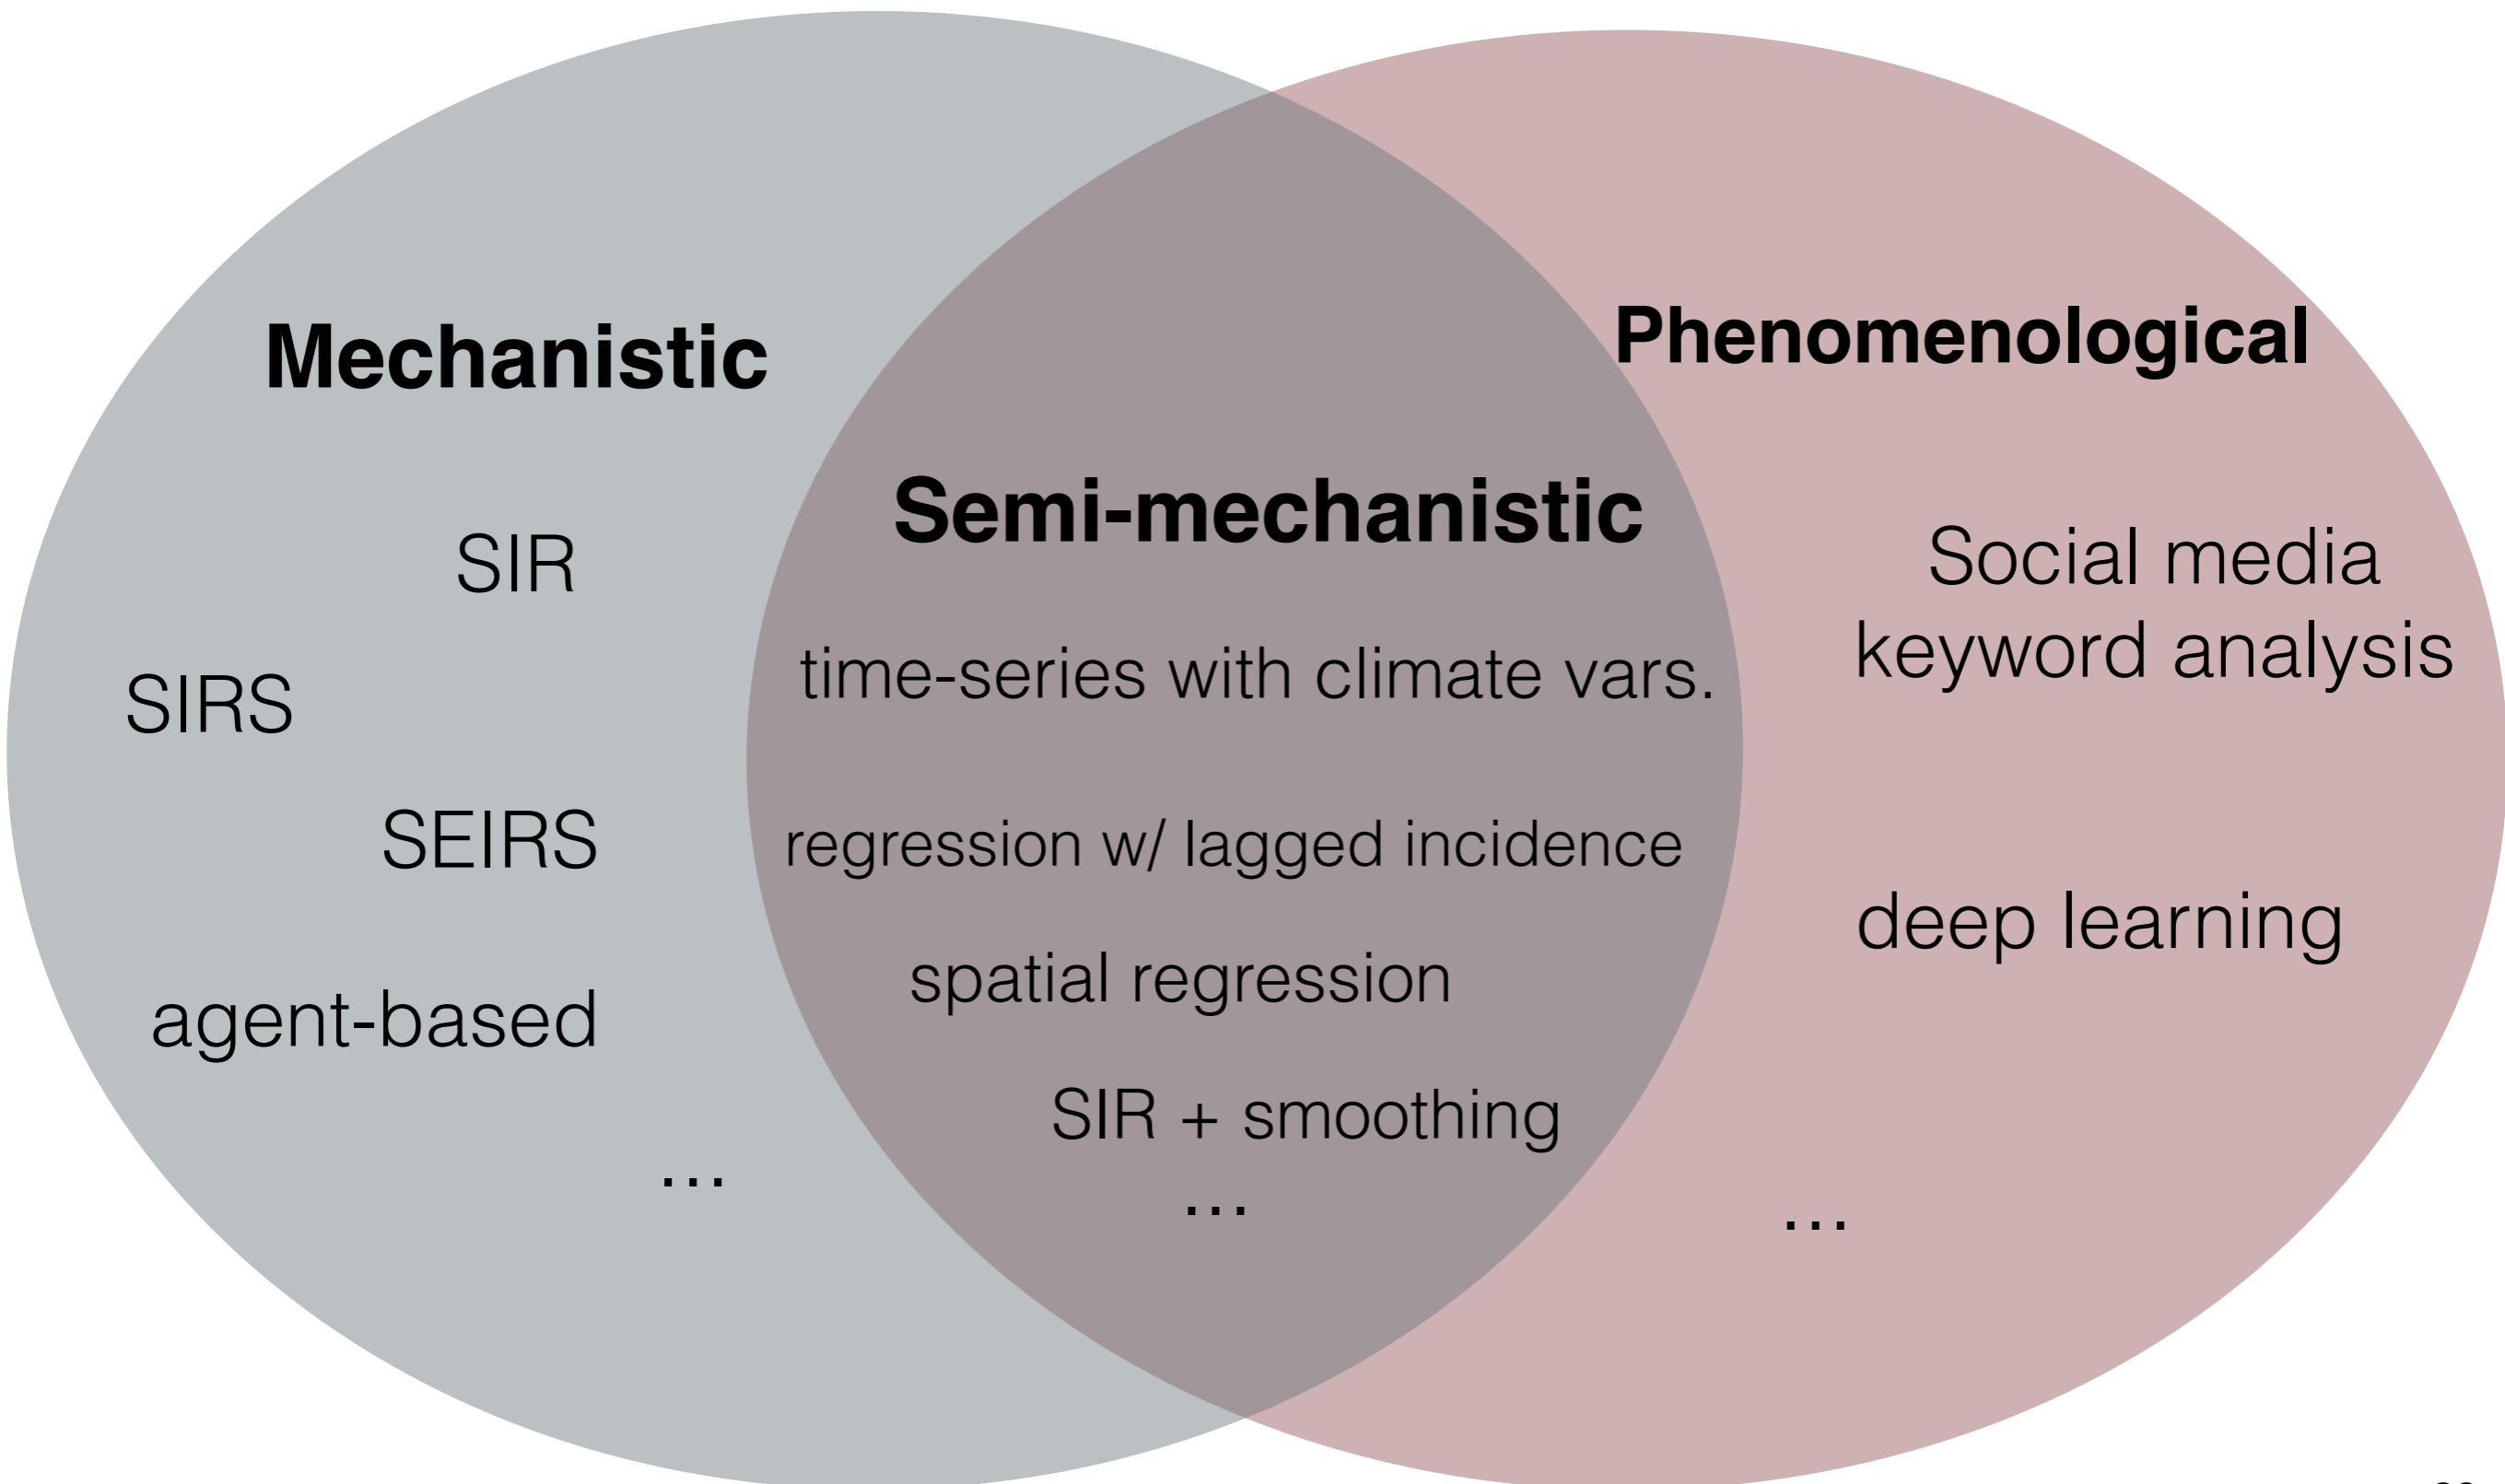 Mechanistic
SIR
SIRS
SEIRS
agent-based
...
Semi-mechanistic
time-series with climate vars.
regression w/ lagged incidence
spatial regression
SIR + smoothing
...
Phenomenological
Social media
keyword analysis
deep learning
...